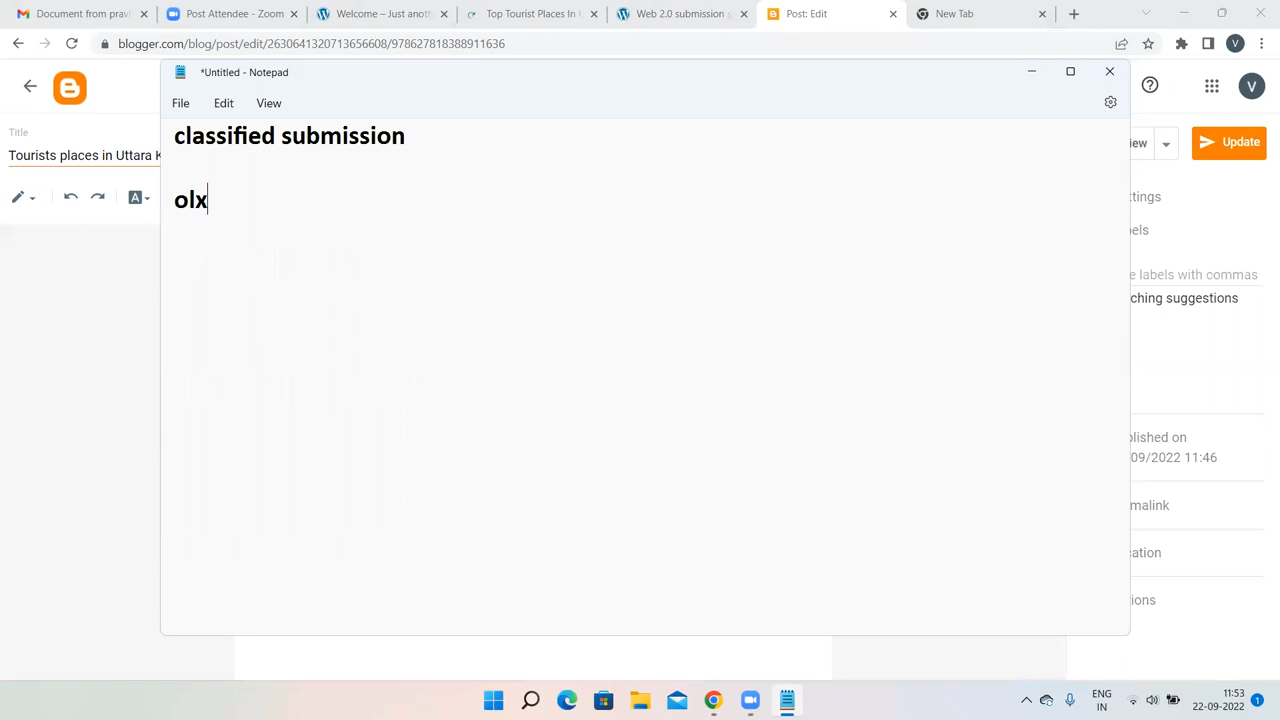 Document from prav
Post Attendee - Zoom
Welcome – Just anoth
Top Tourist Places In U
Web 2.0 submission p
Post: Edit
New Tab
blogger.com/blog/post/edit/2630641320713656608/978627818388911636
V
*Untitled - Notepad
File Edit View
classified submission
olx
Title
Tourists places in Uttara K
A
V
iew
Update
ttings
bels
e labels with commas
ching suggestions
blished on
/09/2022 11:46
malink
cation
ions
ENG
IN
11:53
22-09-2022
1